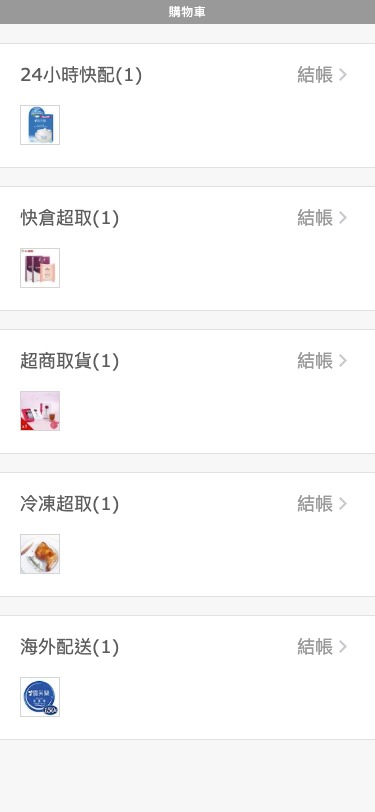 購物車
24小時快配(1)
結帳
快倉超取(1)
結帳
超商取貨(1)
結帳
冷凍超取(1)
結帳
海外配送(1)
結帳